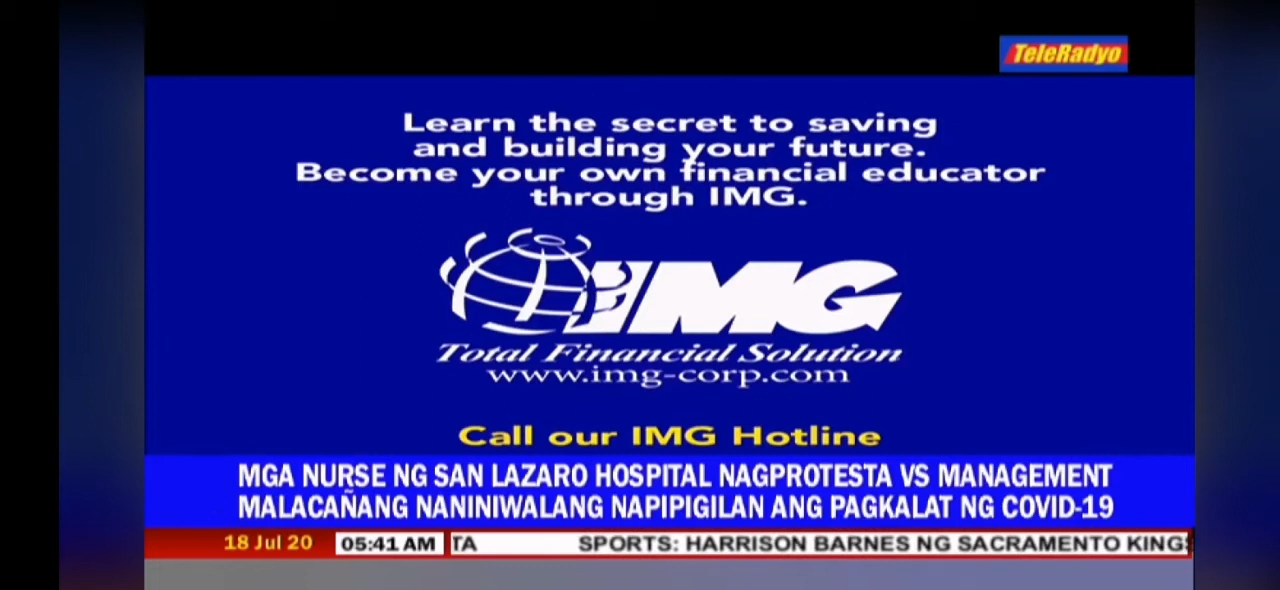 TeleRadyo
Learn the secret to saving
and building your future.
Become your own financial educator
through IMG.
IMG
Total Financial Solution
www.img-corp.com
Call our IMG Hotline
MGA NURSE NG SAN LAZARO HOSPITAL NAGPROTESTA VS MANAGEMENT
MALACAÑANG NANINIWALANG NAPIPIGILAN ANG PAGKALAT NG COVID-19
18 Jul 20 05:41 AM TA SPORTS: HARRISON BARNES NG SACRAMENTO KING